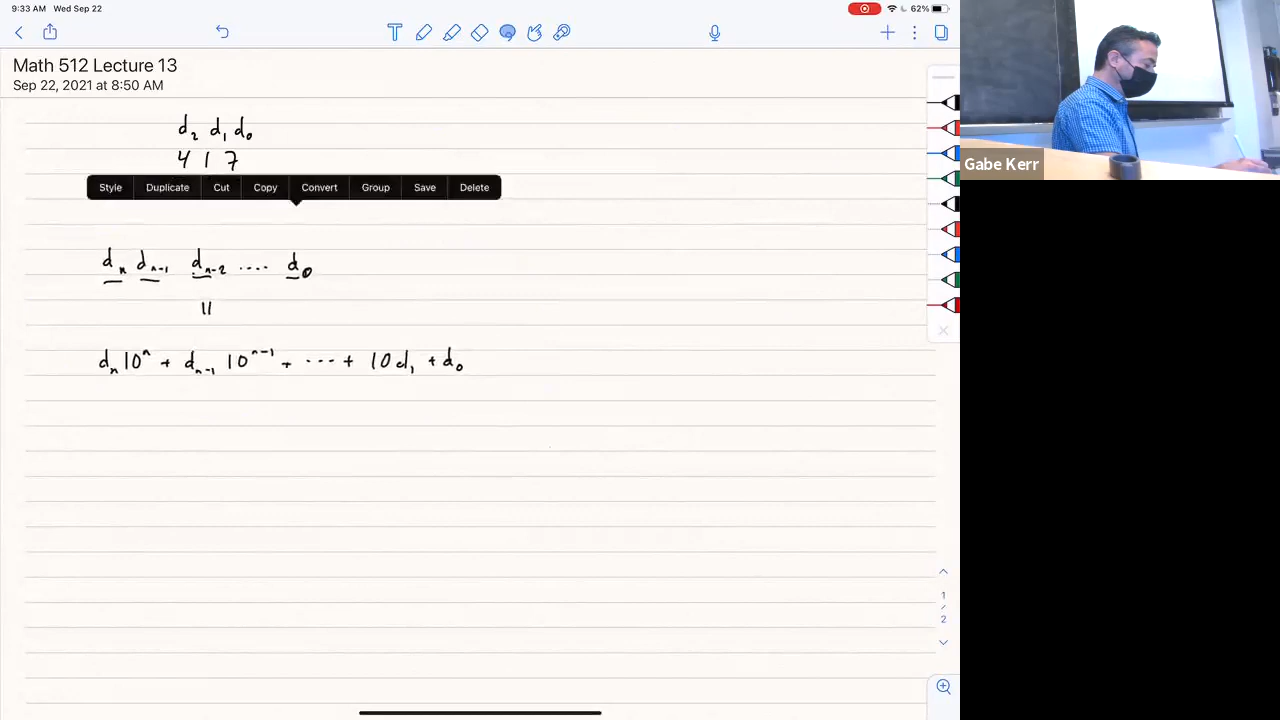 9:33 AM Wed Sep 22
62%
Math 512 Lecture 13
Sep 22, 2021 at 8:50 AM
d₂ d₁ d₀
4 1 7
Style Duplicate Cut Copy Convert Group Save Delete
dₙ dₙ₋₁ dₙ₋₂ .... d₀
||
dₙ10ⁿ + dₙ₋₁ 10ⁿ⁻¹ + ... + 10d₁ + d₀
1
/
2
Gabe Kerr